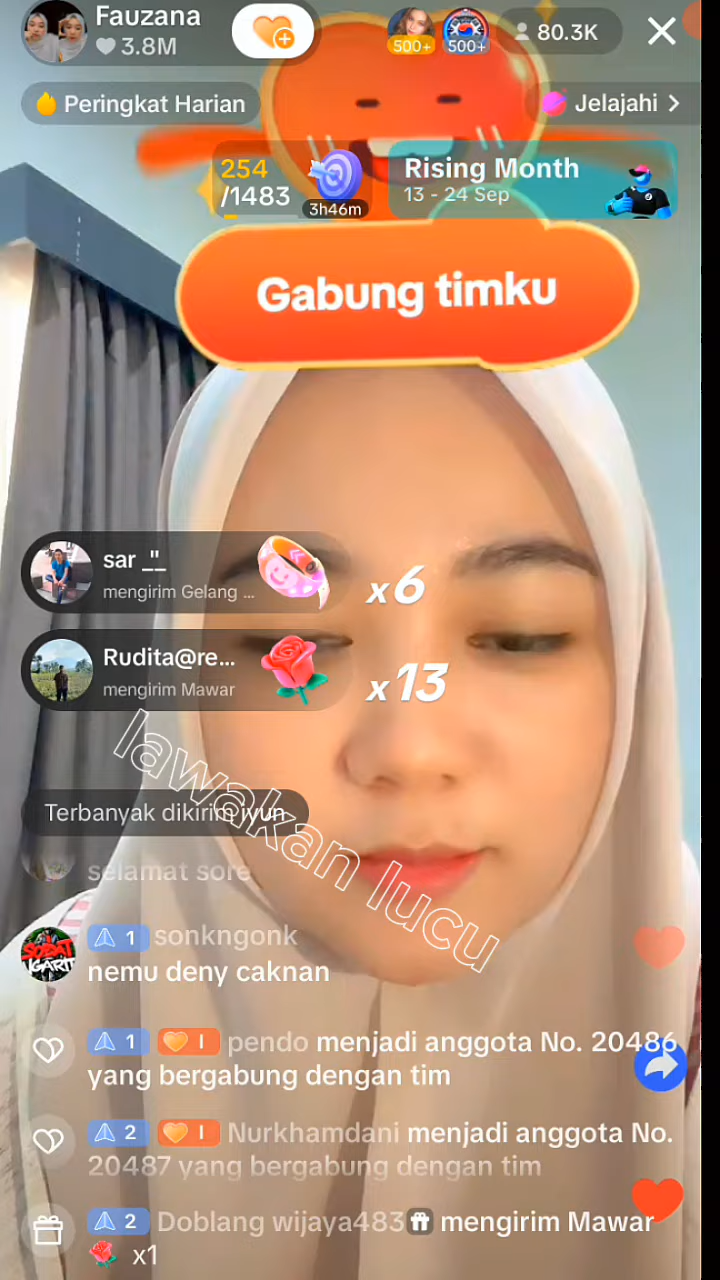 Fauzana
3.8M
500+
500+
80.3K
Peringkat Harian
Jelajahi
254
/1483
3h46m
Rising Month
13 - 24 Sep
Gabung timku
sar _"_
mengirim Gelang ...
x6
Rudita@re...
mengirim Mawar
x13
lawakan lucu
Terbanyak dikirim iyun
selamat sore
SOBAT
NGARIT
1 sonkngonk
nemu deny caknan
1 I pendo menjadi anggota No. 20486
yang bergabung dengan tim
2 I Nurkhamdani menjadi anggota No.
20487 yang bergabung dengan tim
2 Doblang wijaya483 mengirim Mawar
x1